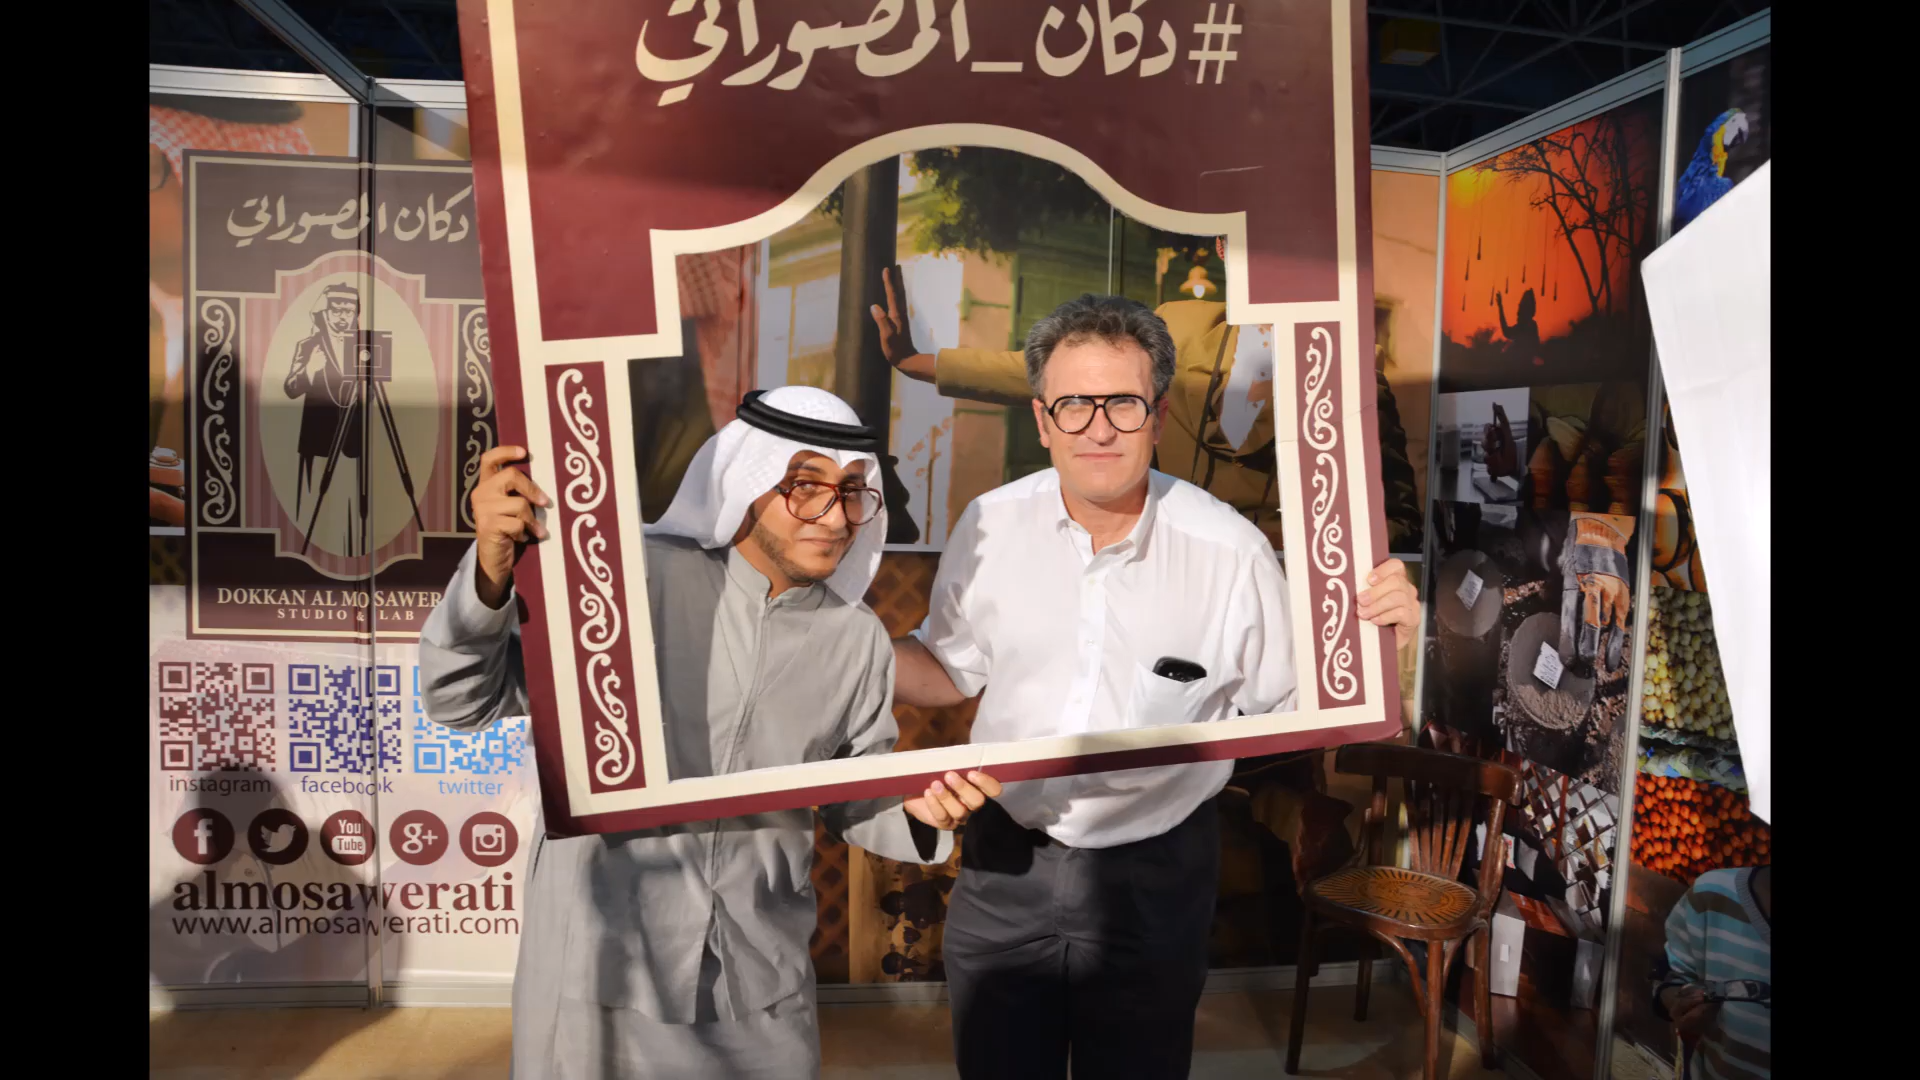 #دكان_المصوراتي
دكان المصوراتي
DOKKAN AL MOSAWER
STUDIO & LAB
instagram
facebook
twitter
f
You
Tube
g+
almosawerati
www.almosawerati.com